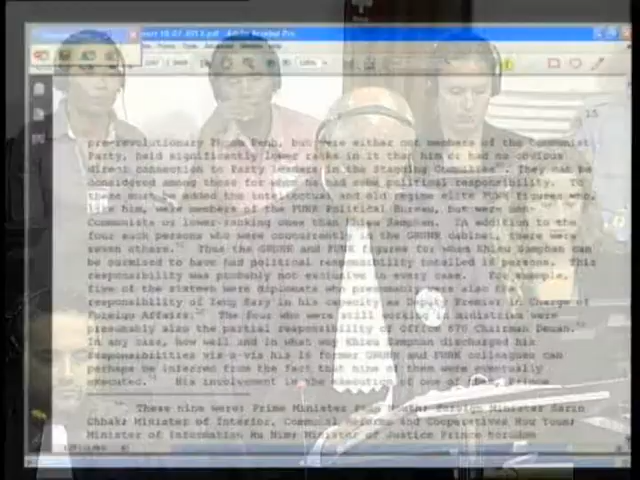 15
pre-revolutionary Phnom Penh, but were either not members of the Communist
Party, held significantly lower ranks in it than him or had no obvious
direct connection to Party leaders in the Staging Committee. They can be
considered among those for whom he had some political responsibility. To
these must be added the intellectual and old regime elite FUNK figures who,
like him, were members of the FUNK Political Bureau, but were non-
Communists or lower-ranking ones than Khieu Samphan. In addition to the
four such persons who were concurrently in the GRUNK cabinet, there were
seven others. Thus the GRUNK and FUNK figures for whom Khieu Samphan can
be surmised to have had political responsibility totalled 16 persons. This
responsibility was probably not exclusive in every case. For example,
five of the sixteen were diplomats who presumably were also the
responsibility of Ieng Sary in his capacity as Deputy Premier in Charge of
Foreign Affairs. The four who were still working in ministries were
presumably also the partial responsibility of Office 870 Chairman Doeun.
In any case, how well and in what way Khieu Samphan discharged his
responsibilities vis-a-vis his 16 former GRUNK and FUNK colleagues can
perhaps be inferred from the fact that nine of them were eventually
executed. His involvement in the execution of one of them, Prince
These nine were: Prime Minister Penn Nouth; Foreign Minister Sarin
Chhak; Minister of Interior, Communal Reforms and Cooperatives Hou Youn;
Minister of Information Hu Nim; Minister of Justice Prince Norodom